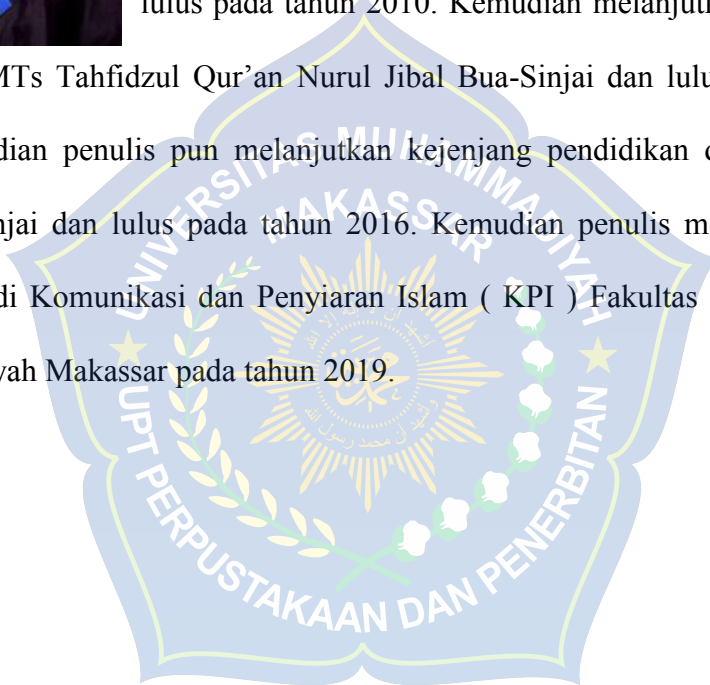 lulus pada tahun 2010. Kemudian melanjut
MTs Tahfidzul Qur’an Nurul Jibal Bua-Sinjai dan lulu
dian penulis pun melanjutkan kejenjang pendidikan
njai dan lulus pada tahun 2016. Kemudian penulis m
di Komunikasi dan Penyiaran Islam ( KPI ) Fakultas
yah Makassar pada tahun 2019.
UNIVERSITAS MUHAMMADIYAH
MAKASSAR
UPT PERPUSTAKAAN DAN PENERBITAN